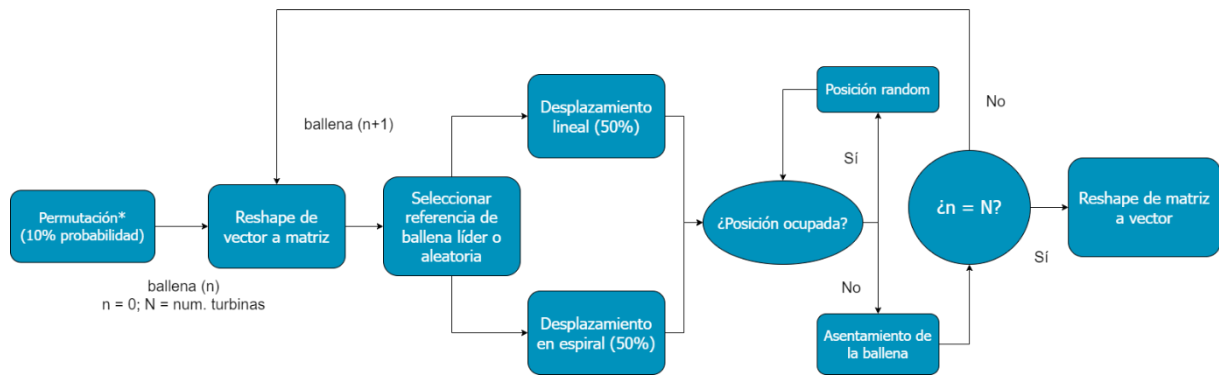 Permutación*
(10% probabilidad)
ballena (n)
n = 0; N = num. turbinas
ballena (n+1)
Reshape de
vector a matriz
Seleccionar
referencia de
ballena líder o
aleatoria
Desplazamiento
lineal (50%)
Desplazamiento
en espiral (50%)
¿Posición ocupada?
Sí
Posición random
No
Asentamiento de
la ballena
¿n = N?
No
Sí
Reshape de matriz
a vector